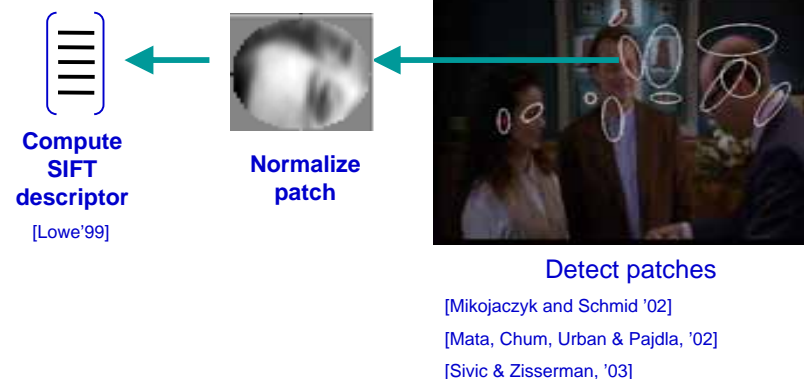 Compute
SIFT
descriptor
[Lowe'99]
Normalize
patch
Detect patches
[Mikojaczyk and Schmid '02]
[Mata, Chum, Urban & Pajdla, '02]
[Sivic & Zisserman, '03]